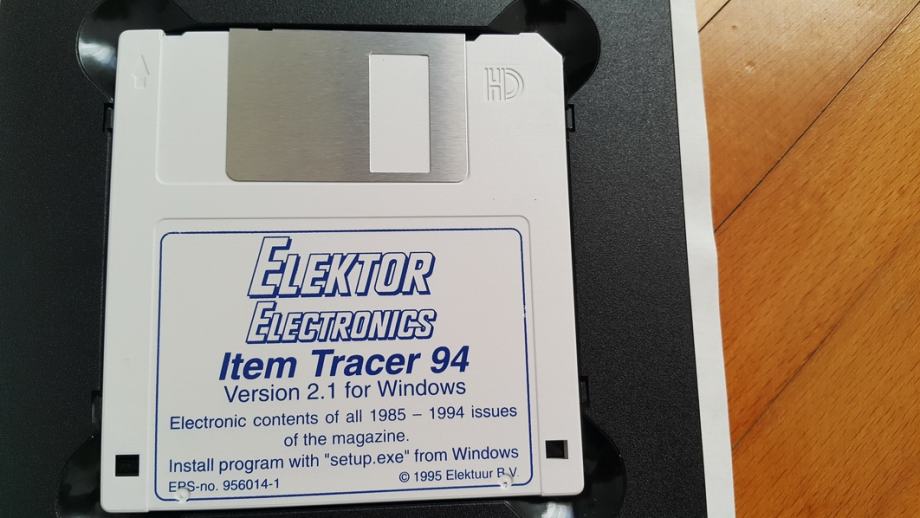 HD
ELEKTOR
ELECTRONICS
Item Tracer 94
Version 2.1 for Windows
Electronic contents of all 1985 – 1994 issues
of the magazine.
Install program with "setup.exe" from Windows
EPS-no. 956014-1 © 1995 Elektuur B.V.